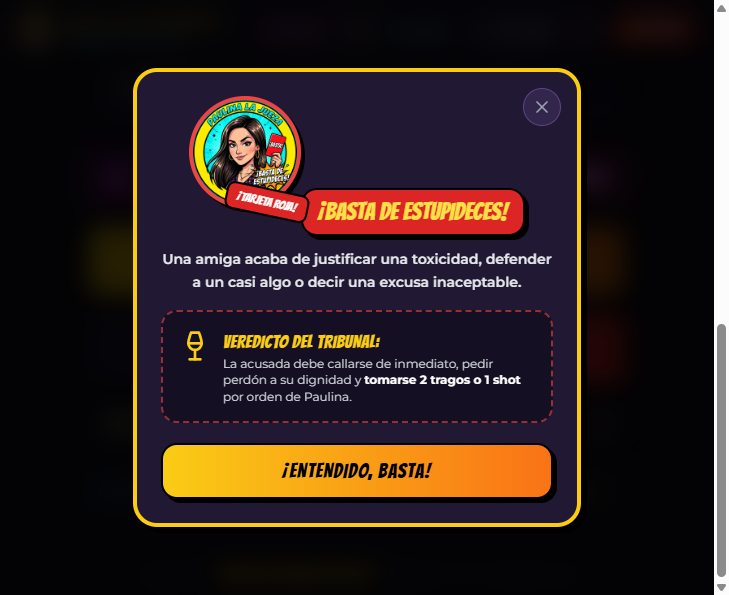 PAULINA LA JUEZA
¡BASTA!
¡BASTA DE
ESTUPIDECES!
¡TARJETA ROJA!
¡BASTA DE ESTUPIDECES!
Una amiga acaba de justificar una toxicidad, defender
a un casi algo o decir una excusa inaceptable.
VEREDICTO DEL TRIBUNAL:
La acusada debe callarse de inmediato, pedir
perdón a su dignidad y tomarse 2 tragos o 1 shot
por orden de Paulina.
¡ENTENDIDO, BASTA!